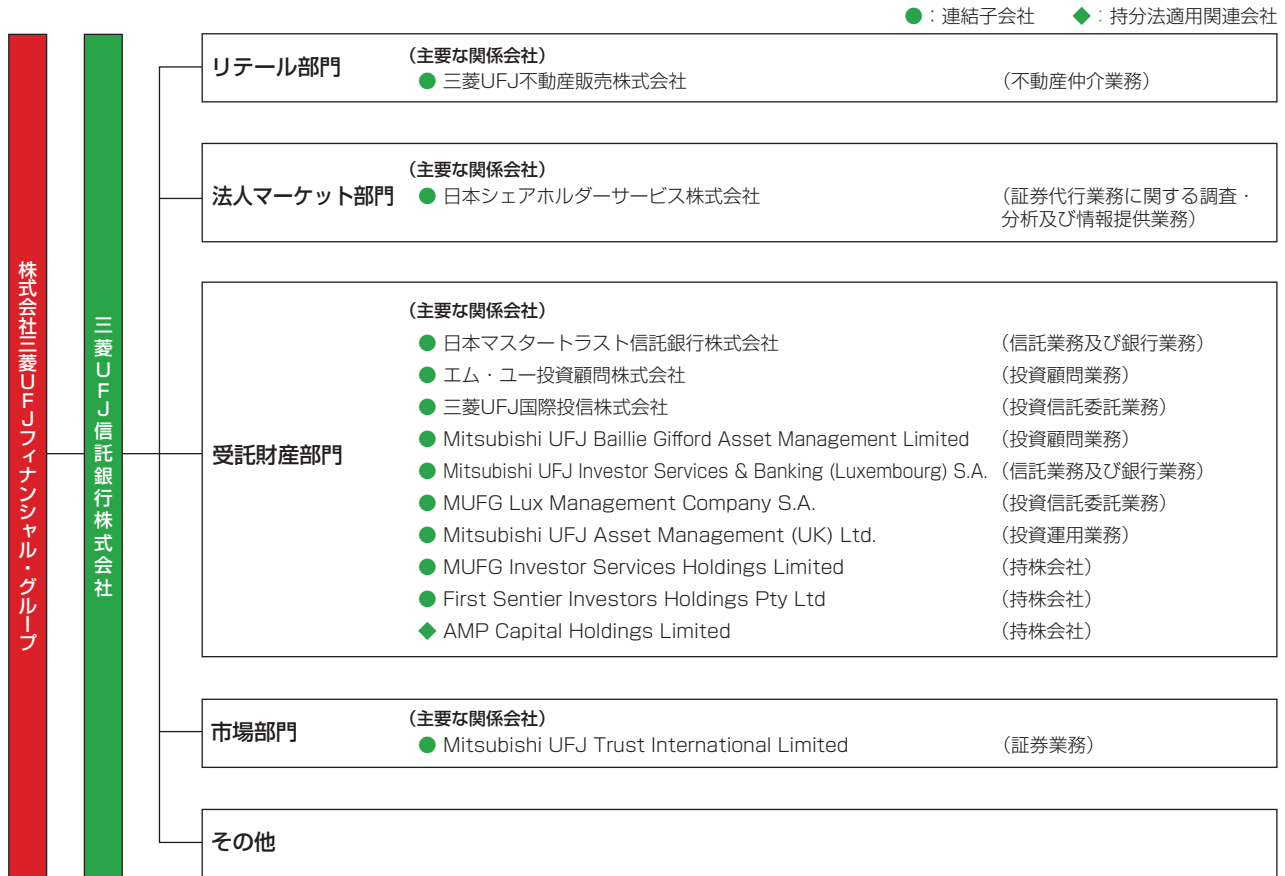 ●：連結子会社　◆：持分法適用関連会社
株式会社三菱UFJフィナンシャル・グループ
三菱UFJ信託銀行株式会社
リテール部門
（主要な関係会社）
● 三菱UFJ不動産販売株式会社 （不動産仲介業務）
法人マーケット部門
（主要な関係会社）
● 日本シェアホルダーサービス株式会社 （証券代行業務に関する調査・
分析及び情報提供業務）
受託財産部門
（主要な関係会社）
● 日本マスタートラスト信託銀行株式会社 （信託業務及び銀行業務）
● エム・ユー投資顧問株式会社 （投資顧問業務）
● 三菱UFJ国際投信株式会社 （投資信託委託業務）
● Mitsubishi UFJ Baillie Gifford Asset Management Limited （投資顧問業務）
● Mitsubishi UFJ Investor Services & Banking (Luxembourg) S.A. （信託業務及び銀行業務）
● MUFG Lux Management Company S.A. （投資信託委託業務）
● Mitsubishi UFJ Asset Management (UK) Ltd. （投資運用業務）
● MUFG Investor Services Holdings Limited （持株会社）
● First Sentier Investors Holdings Pty Ltd （持株会社）
◆ AMP Capital Holdings Limited （持株会社）
市場部門
（主要な関係会社）
● Mitsubishi UFJ Trust International Limited （証券業務）
その他